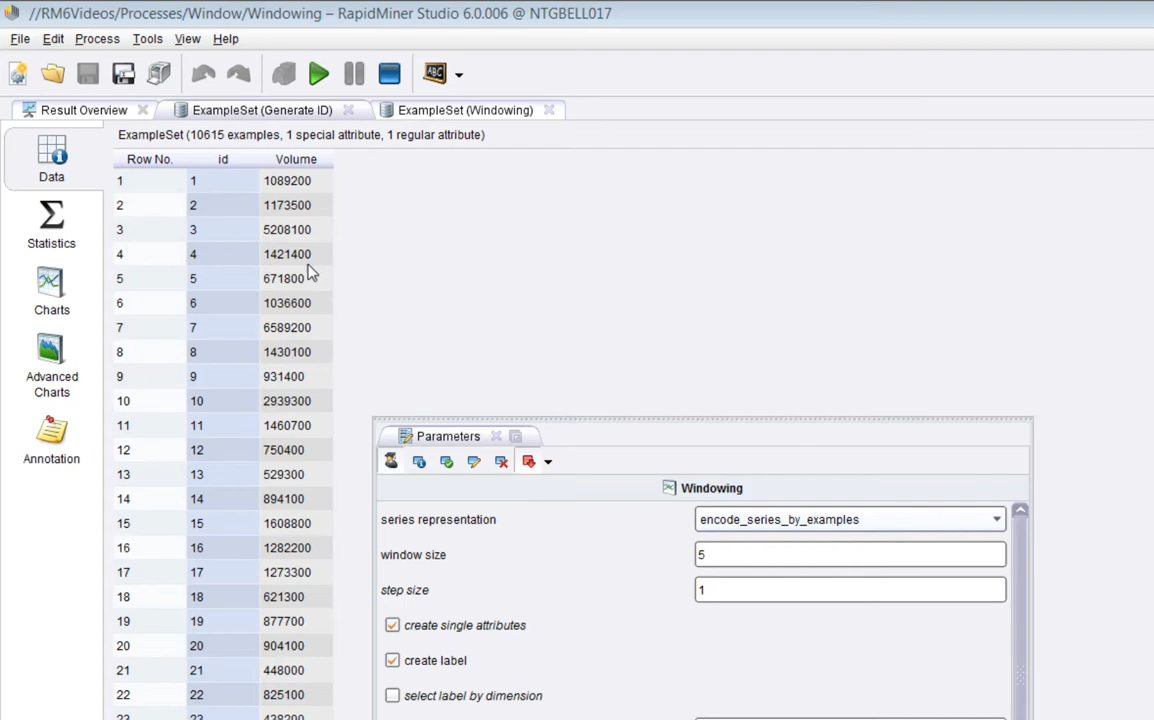 //RM6Videos/Processes/Window/Windowing – RapidMiner Studio 6.0.006 @ NTGBELL017
File Edit Process Tools View Help
ABC
Result Overview ExampleSet (Generate ID) ExampleSet (Windowing)
ExampleSet (10615 examples, 1 special attribute, 1 regular attribute)
Data
Statistics
Charts
Advanced
Charts
Annotation
Row No. id Volume
1 1 1089200
2 2 1173500
3 3 5208100
4 4 1421400
5 5 671800
6 6 1036600
7 7 6589200
8 8 1430100
9 9 931400
10 10 2939300
11 11 1460700
12 12 750400
13 13 529300
14 14 894100
15 15 1608800
16 16 1282200
17 17 1273300
18 18 621300
19 19 877700
20 20 904100
21 21 448000
22 22 825100
23 23 438200
Parameters
Windowing
series representation encode_series_by_examples
window size 5
step size 1
create single attributes
create label
select label by dimension